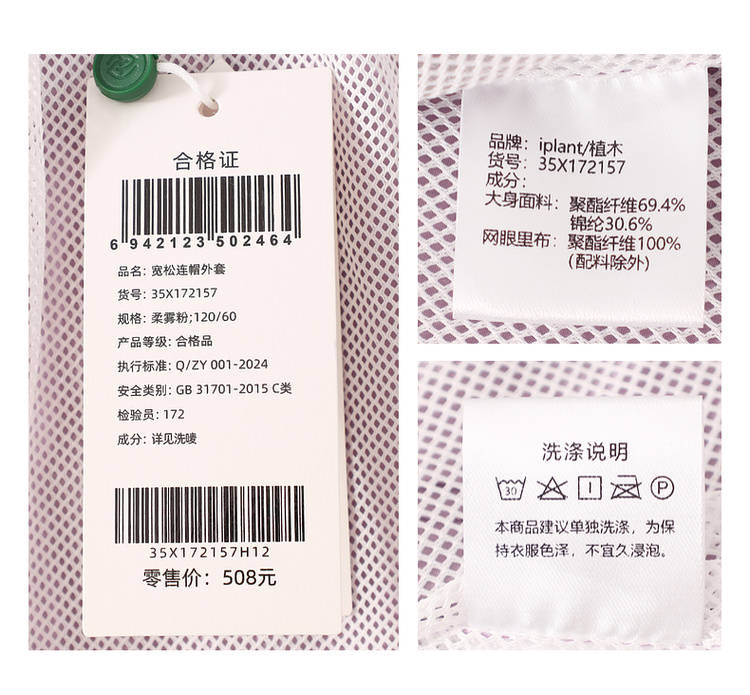 合格证
6 942123 502464
品名: 宽松连帽外套
货号: 35X172157
规格: 柔雾粉;120/60
产品等级: 合格品
执行标准: Q/ZY 001-2024
安全类别: GB 31701-2015 C类
检验员: 172
成分: 详见洗唛
35X172157H12
零售价: 508元
品牌: iplant/植木
货号: 35X172157
成分:
大身面料: 聚酯纤维69.4%
锦纶30.6%
网眼里布: 聚酯纤维100%
(配料除外)
洗涤说明
30
P
本商品建议单独洗涤，为保
持衣服色泽，不宜久浸泡。